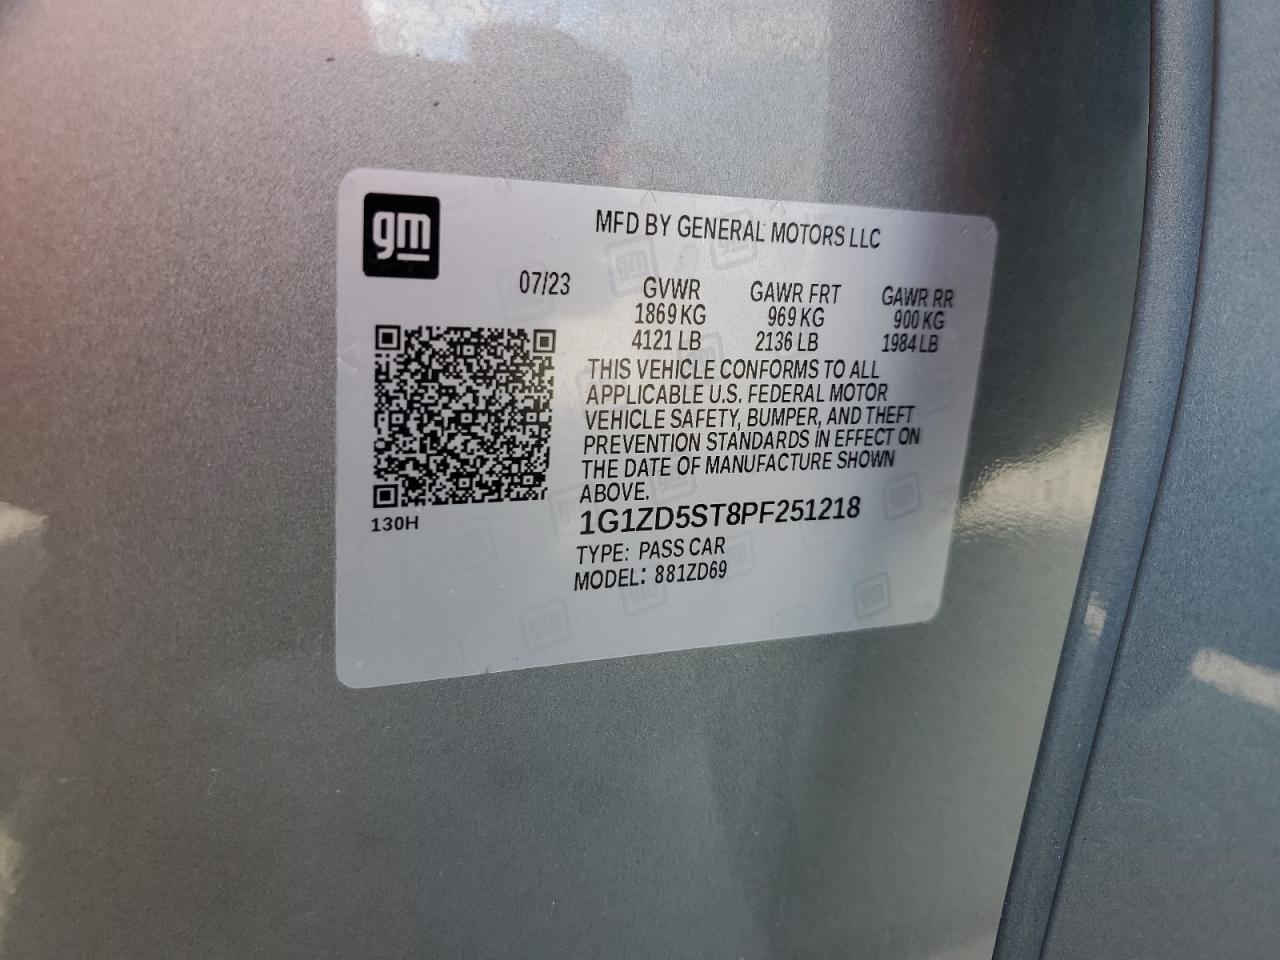 gm
MFD BY GENERAL MOTORS LLC
07/23 GVWR GAWR FRT GAWR RR
1869 KG 969 KG 900 KG
4121 LB 2136 LB 1984 LB
THIS VEHICLE CONFORMS TO ALL
APPLICABLE U.S. FEDERAL MOTOR
VEHICLE SAFETY, BUMPER, AND THEFT
PREVENTION STANDARDS IN EFFECT ON
THE DATE OF MANUFACTURE SHOWN
ABOVE.
130H
1G1ZD5ST8PF251218
TYPE: PASS CAR
MODEL: 881ZD69